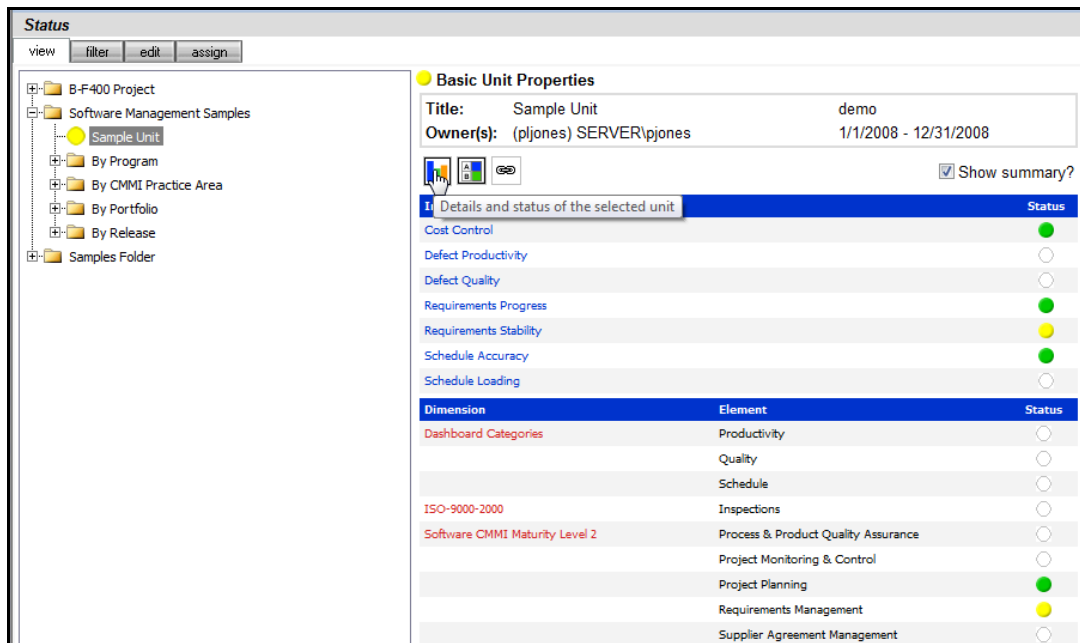 Status
view filter edit assign
B-F400 Project
Software Management Samples
Sample Unit
By Program
By CMMI Practice Area
By Portfolio
By Release
Samples Folder
Basic Unit Properties
Title: Sample Unit demo
Owner(s): (pljones) SERVER\pjones 1/1/2008 - 12/31/2008
A
B
Show summary?
Details and status of the selected unit
Status
Cost Control
Defect Productivity
Defect Quality
Requirements Progress
Requirements Stability
Schedule Accuracy
Schedule Loading
Dimension Element Status
Dashboard Categories Productivity
Quality
Schedule
ISO-9000-2000 Inspections
Software CMMI Maturity Level 2 Process & Product Quality Assurance
Project Monitoring & Control
Project Planning
Requirements Management
Supplier Agreement Management